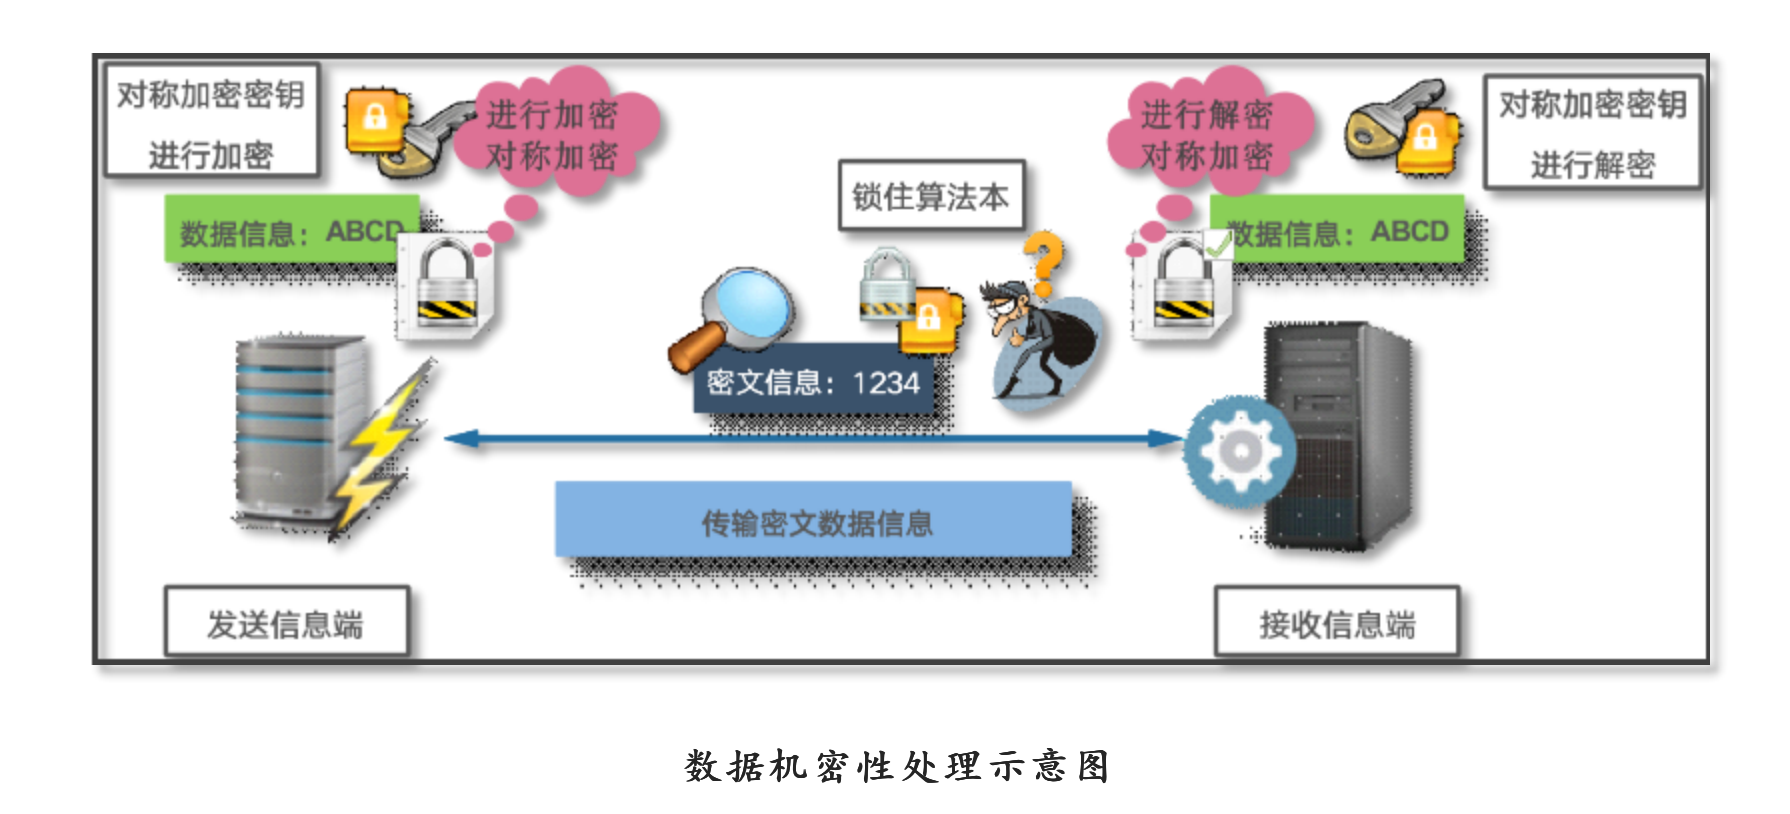 对称加密密钥
进行加密
进行加密
对称加密
数据信息：ABCD
锁住算法本
密文信息：1234
进行解密
对称加密
对称加密密钥
进行解密
数据信息：ABCD
传输密文数据信息
发送信息端
接收信息端
数据机密性处理示意图